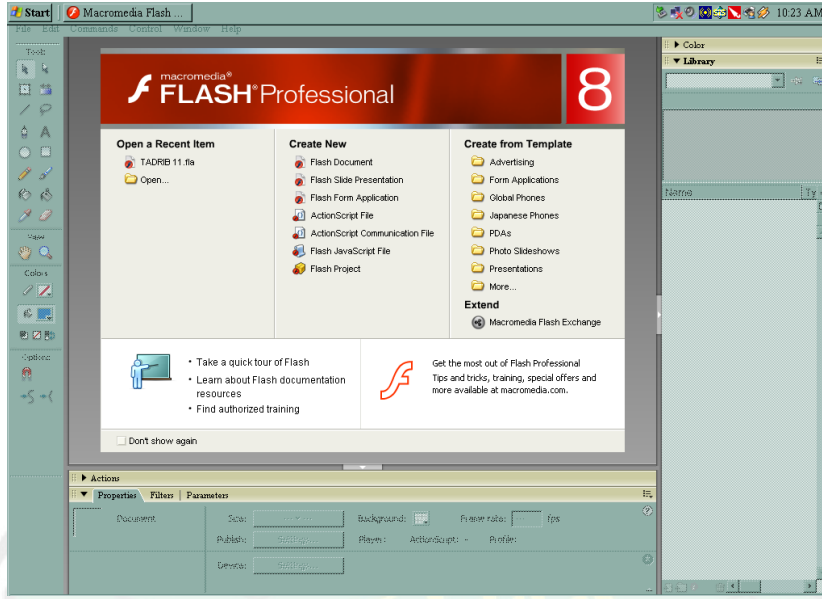 Start
Macromedia Flash ...
10:23 AM
File Edit Commands Control Window Help
Tools
View
Colors
Options
macromedia®
FLASH® Professional
8
Open a Recent Item
TADRIB 11.fla
Open...
Create New
Flash Document
Flash Slide Presentation
Flash Form Application
ActionScript File
ActionScript Communication File
Flash JavaScript File
Flash Project
Create from Template
Advertising
Form Applications
Global Phones
Japanese Phones
PDAs
Photo Slideshows
Presentations
More...
Extend
Macromedia Flash Exchange
• Take a quick tour of Flash
• Learn about Flash documentation
resources
• Find authorized training
Get the most out of Flash Professional
Tips and tricks, training, special offers and
more available at macromedia.com.
Don't show again
Color
Library
Name
Ty
Actions
Properties Filters Parameters
Document
Size:
Background:
Frame rate:
fps
Publish:
Settings...
Player:
ActionScript: -
Profile:
Device:
Settings...